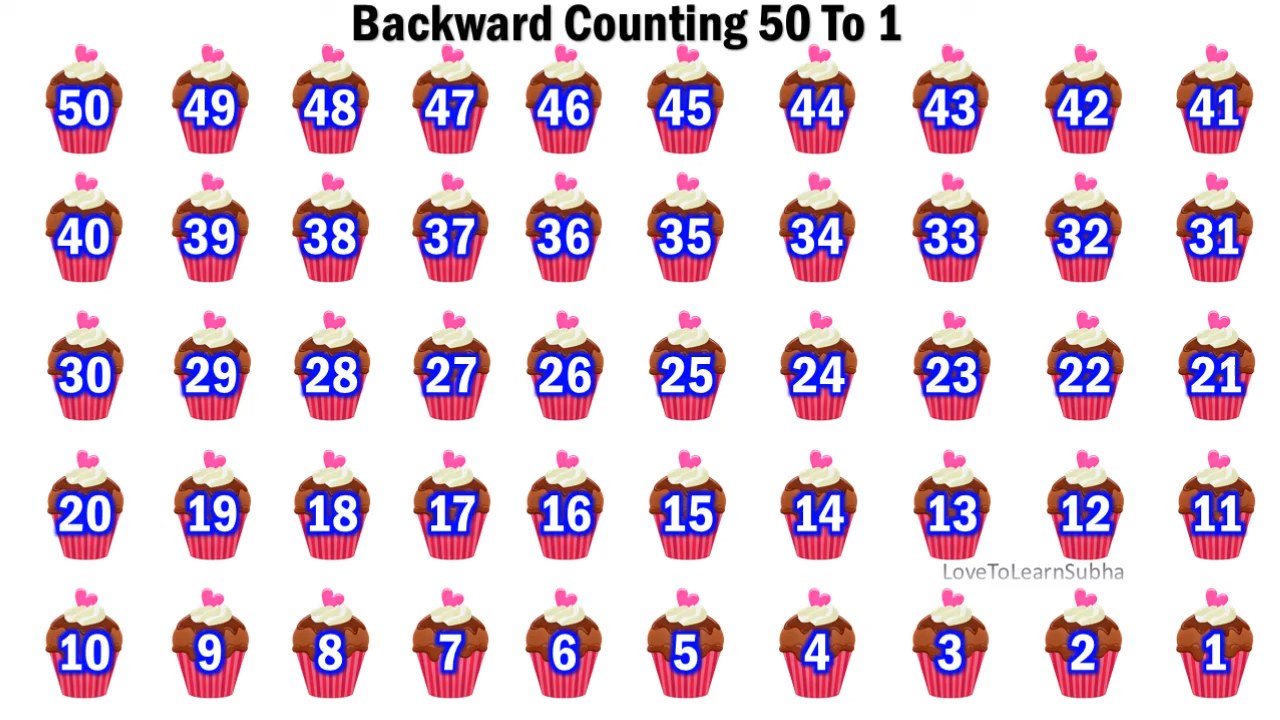 Backward Counting 50 To 1
50 49 48 47 46 45 44 43 42 41
40 39 38 37 36 35 34 33 32 31
30 29 28 27 26 25 24 23 22 21
20 19 18 17 16 15 14 13 12 11
LoveToLearnSubha
10 9 8 7 6 5 4 3 2 1